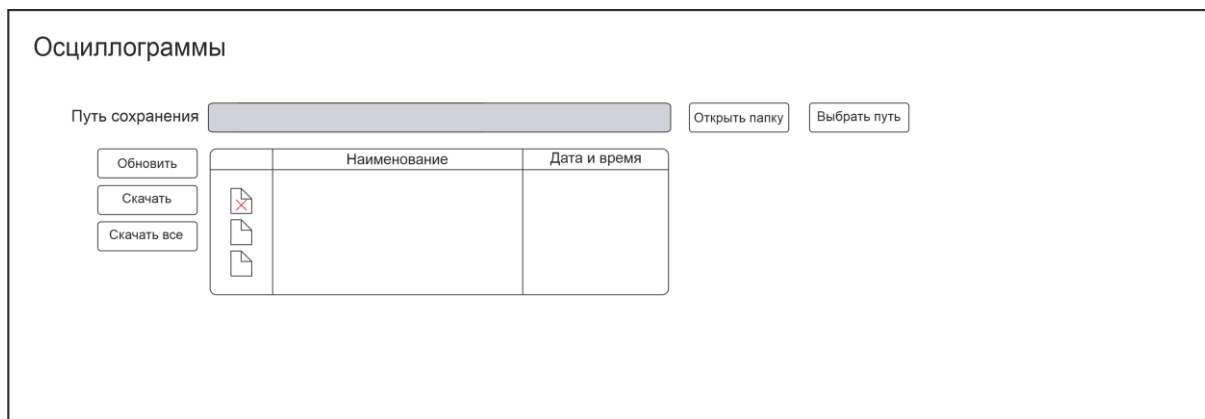 Осциллограммы
Путь сохранения
Открыть папку
Выбрать путь
Обновить
Наименование
Дата и время
Скачать
Скачать все